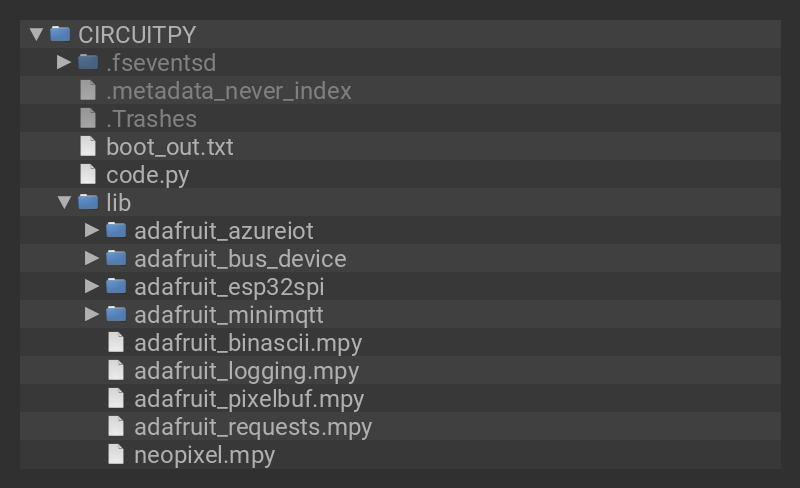 CIRCUITPY
.fseventsd
.metadata_never_index
.Trashes
boot_out.txt
code.py
lib
adafruit_azureiot
adafruit_bus_device
adafruit_esp32spi
adafruit_minimqtt
adafruit_binascii.mpy
adafruit_logging.mpy
adafruit_pixelbuf.mpy
adafruit_requests.mpy
neopixel.mpy